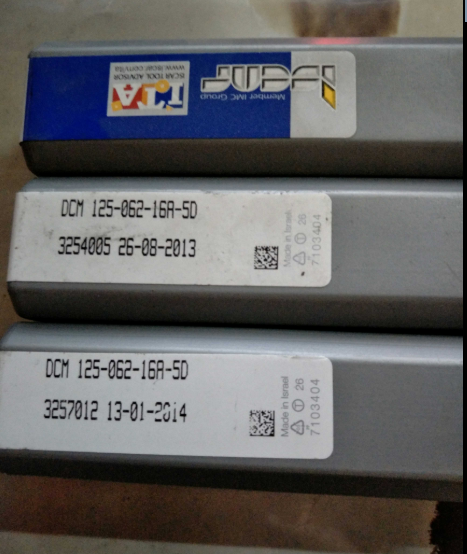 ISCAR
Member IMC Group
ITA
ISCAR TOOL ADVISOR
www.iscar.com/ita
DCM 125-062-16A-5D
3254005 26-08-2013
Made in Israel
26
7103404
DCM 125-062-16A-5D
3257012 13-01-2014
Made in Israel
26
7103404